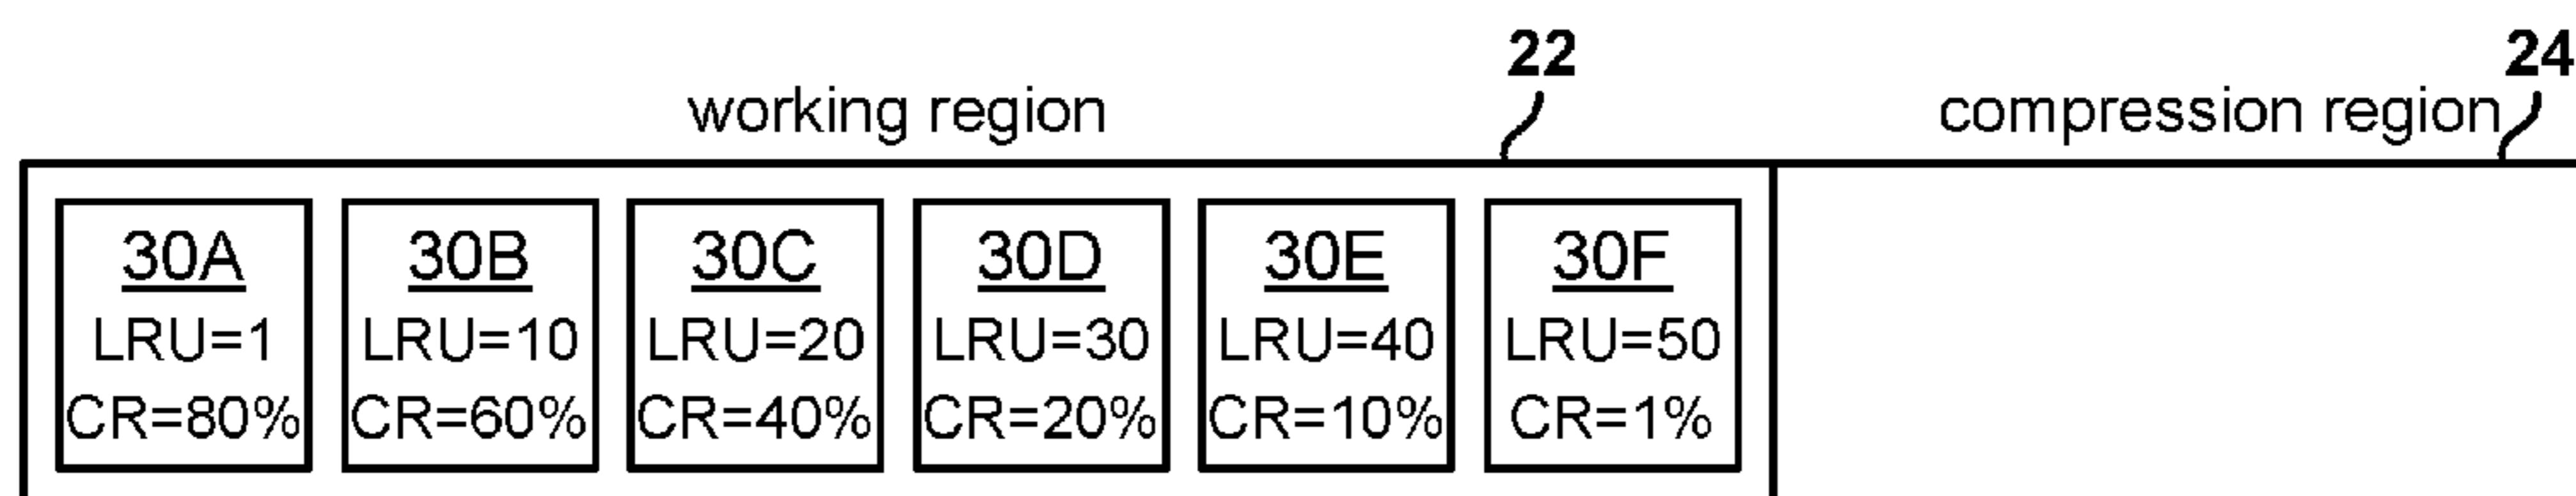 22
24
working region
compression region
30A
LRU=1
CR=80%
30B
LRU=10
CR=60%
30C
LRU=20
CR=40%
30D
LRU=30
CR=20%
30E
LRU=40
CR=10%
30F
LRU=50
CR=1%